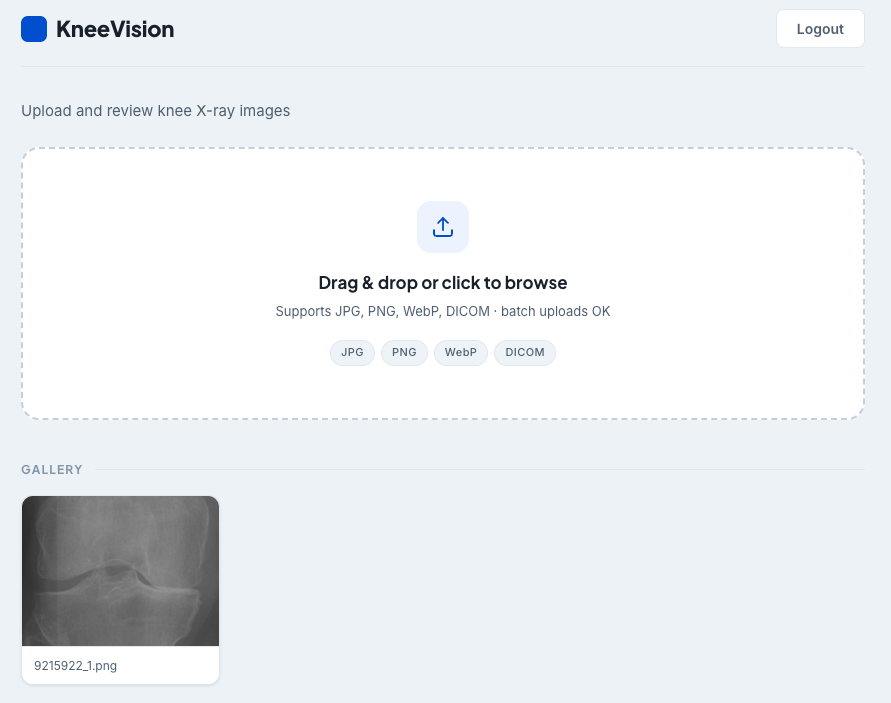 KneeVision
Logout
Upload and review knee X-ray images
Drag & drop or click to browse
Supports JPG, PNG, WebP, DICOM · batch uploads OK
JPG PNG WebP DICOM
GALLERY
9215922_1.png